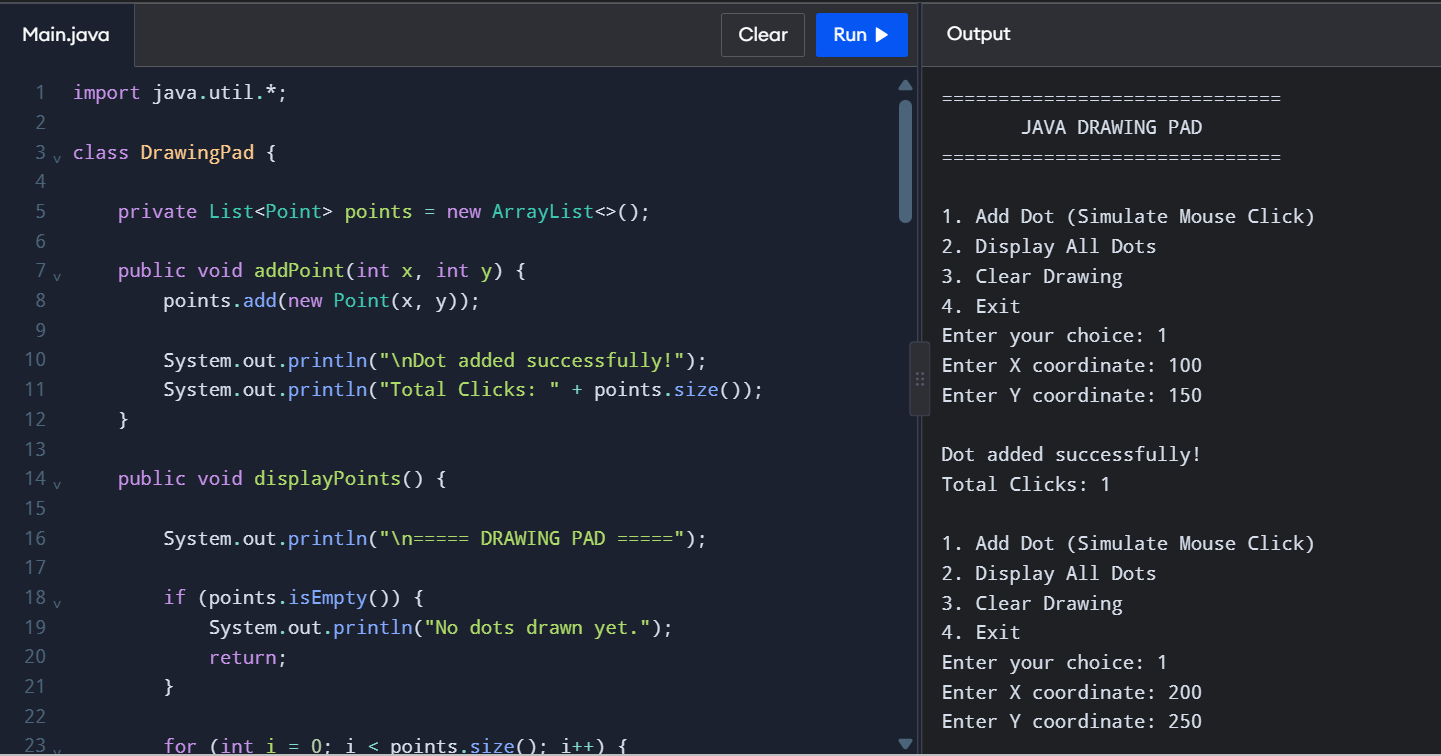 Main.java
Clear
Run
1 import java.util.*;
2
3 class DrawingPad {
4
5 private List<Point> points = new ArrayList<>();
6
7 public void addPoint(int x, int y) {
8 points.add(new Point(x, y));
9
10 System.out.println("\nDot added successfully!");
11 System.out.println("Total Clicks: " + points.size());
12 }
13
14 public void displayPoints() {
15
16 System.out.println("\n===== DRAWING PAD =====");
17
18 if (points.isEmpty()) {
19 System.out.println("No dots drawn yet.");
20 return;
21 }
22
23 for (int i = 0; i < points.size(); i++) {
Output
==============================
JAVA DRAWING PAD
==============================
1. Add Dot (Simulate Mouse Click)
2. Display All Dots
3. Clear Drawing
4. Exit
Enter your choice: 1
Enter X coordinate: 100
Enter Y coordinate: 150
Dot added successfully!
Total Clicks: 1
1. Add Dot (Simulate Mouse Click)
2. Display All Dots
3. Clear Drawing
4. Exit
Enter your choice: 1
Enter X coordinate: 200
Enter Y coordinate: 250